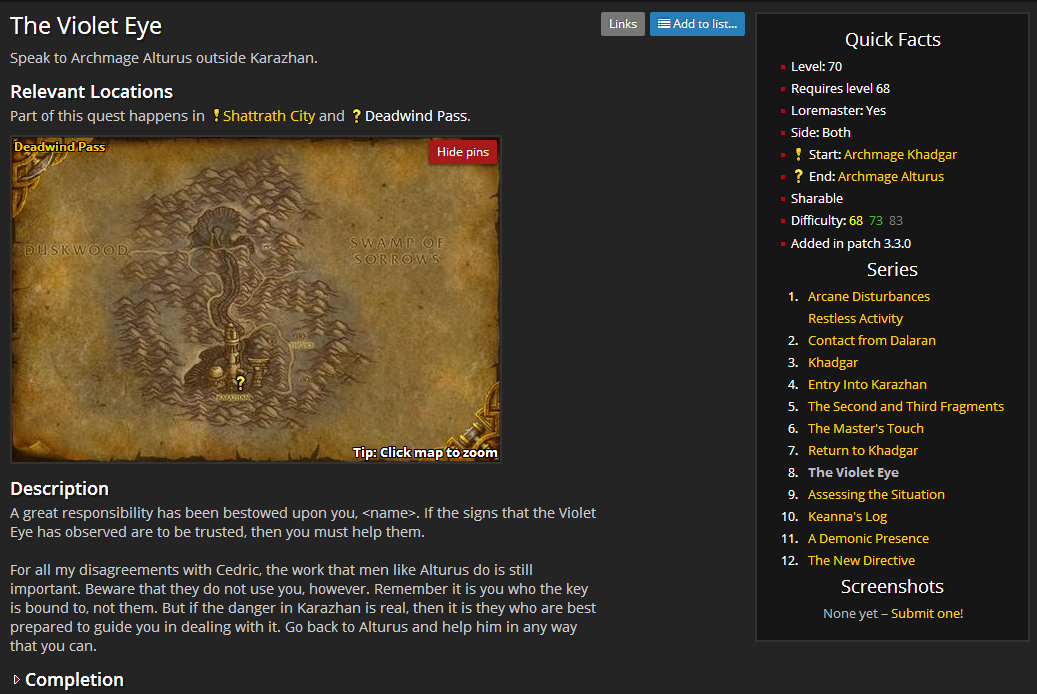 The Violet Eye
Links
Add to list...
Speak to Archmage Alturus outside Karazhan.
Relevant Locations
Part of this quest happens in Shattrath City and Deadwind Pass.
Deadwind Pass
Hide pins
DUSKWOOD
SWAMP OF
SORROWS
THE VICE
KARAZHAN
Tip: Click map to zoom
Description
A great responsibility has been bestowed upon you, <name>. If the signs that the Violet
Eye has observed are to be trusted, then you must help them.
For all my disagreements with Cedric, the work that men like Alturus do is still
important. Beware that they do not use you, however. Remember it is you who the key
is bound to, not them. But if the danger in Karazhan is real, then it is they who are best
prepared to guide you in dealing with it. Go back to Alturus and help him in any way
that you can.
Completion
Quick Facts
Level: 70
Requires level 68
Loremaster: Yes
Side: Both
Start: Archmage Khadgar
End: Archmage Alturus
Sharable
Difficulty: 68 73 83
Added in patch 3.3.0
Series
1. Arcane Disturbances
Restless Activity
2. Contact from Dalaran
3. Khadgar
4. Entry Into Karazhan
5. The Second and Third Fragments
6. The Master's Touch
7. Return to Khadgar
8. The Violet Eye
9. Assessing the Situation
10. Keanna's Log
11. A Demonic Presence
12. The New Directive
Screenshots
None yet – Submit one!